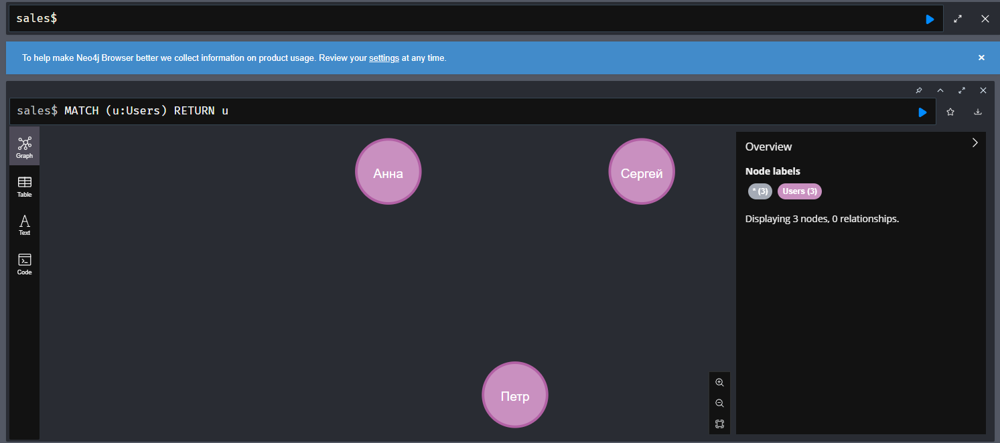 sales$
To help make Neo4j Browser better we collect information on product usage. Review your settings at any time.
sales$ MATCH (u:Users) RETURN u
Graph
Table
Text
Code
Анна
Сергей
Петр
Overview
Node labels
* (3) Users (3)
Displaying 3 nodes, 0 relationships.